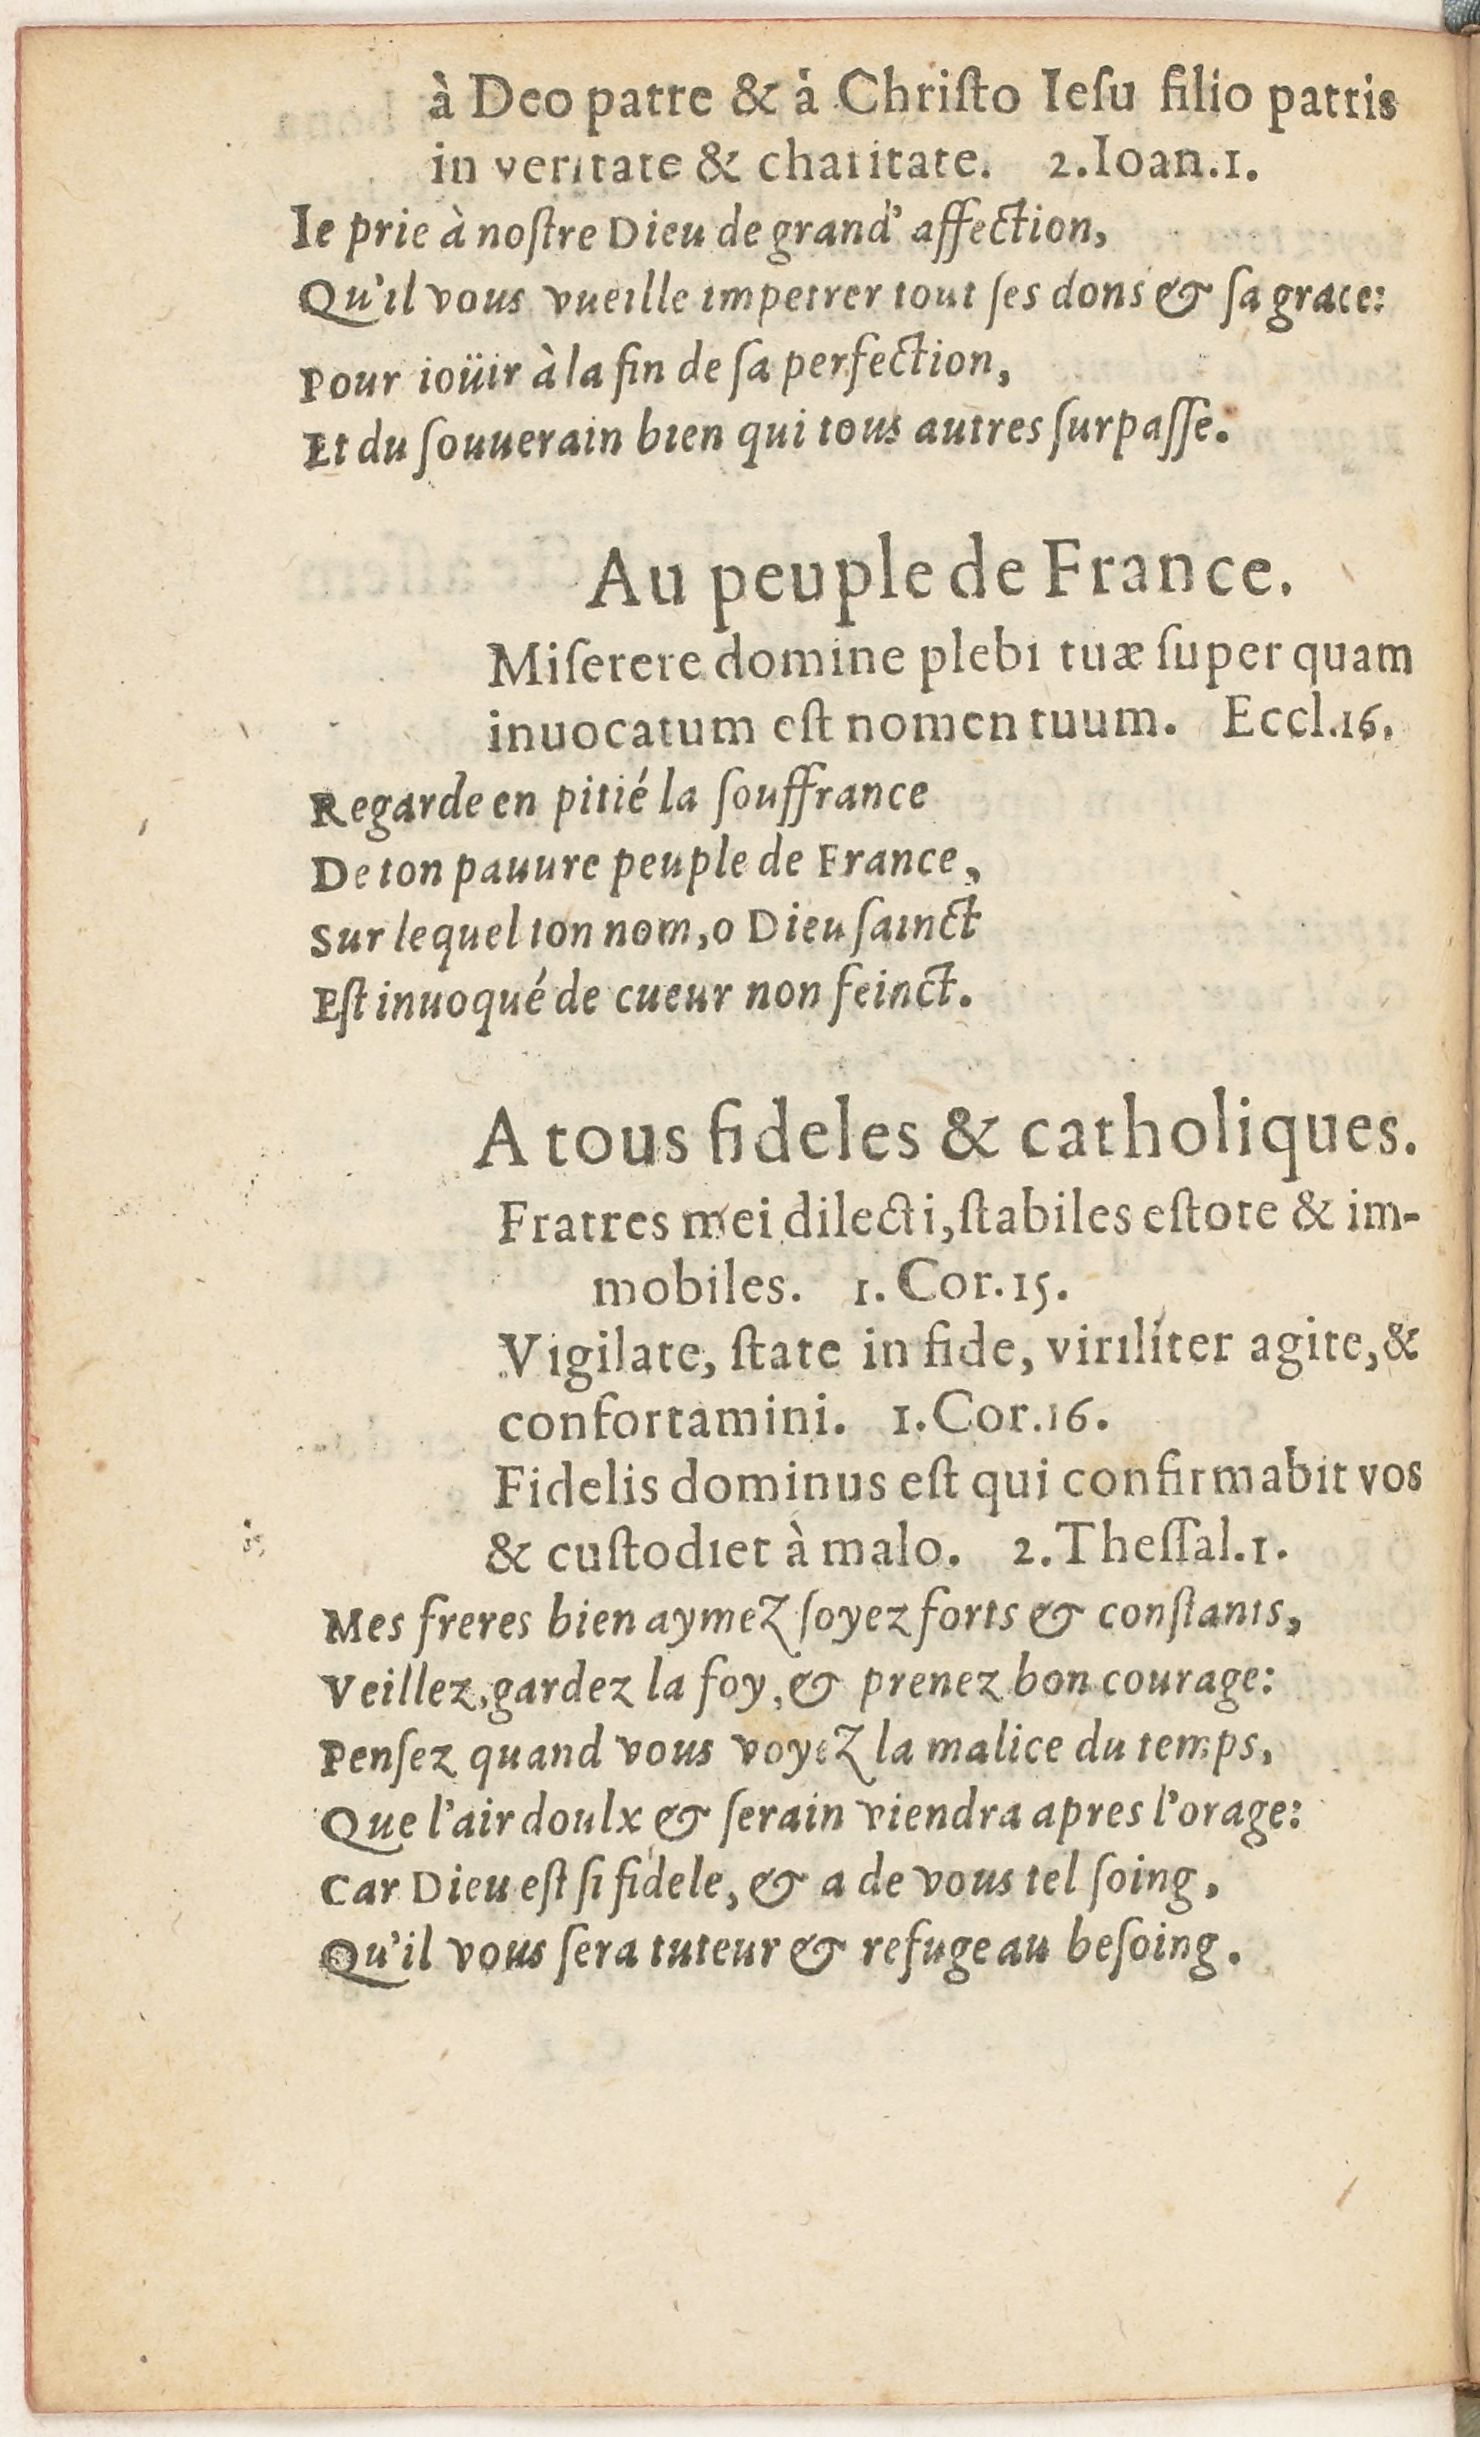 à Deo patre & á Chriſto Ieſu filio patris
in veritate & charitate. 2.Ioan.1.
Ie prie à noſtre Dieu de grand' affection,
Qu'il vous vueille impetrer tout ſes dons & ſa grace:
Pour ioüir à la fin de ſa perfection,
Et du ſouuerain bien qui tous autres ſurpaſſe.
Au peuple de France.
Miſerere domine plebi tuæ ſuper quam
inuocatum eſt nomen tuum. Eccl.16.
Regarde en pitié la ſouffrance
De ton pauure peuple de France,
Sur lequel ton nom, o Dieu ſainct
Eſt inuoqué de cueur non feinct.
A tous fideles & catholiques.
Fratres mei dilecti, ſtabiles eſtote & im-
mobiles. 1. Cor.15.
Vigilate, ſtate in fide, viriliter agite, &
confortamini. 1.Cor.16.
Fidelis dominus eſt qui confirmabit vos
& cuſtodiet à malo. 2.Theſſal.1.
Mes freres bien aymez ſoyez forts & conſtants,
Veillez, gardez la foy, & prenez bon courage:
Penſez quand vous voyez la malice du temps,
Que l'air doulx & ſerain viendra apres l'orage:
Car Dieu eſt ſi fidele, & a de vous tel ſoing,
Qu'il vous ſera tuteur & refuge au beſoing.